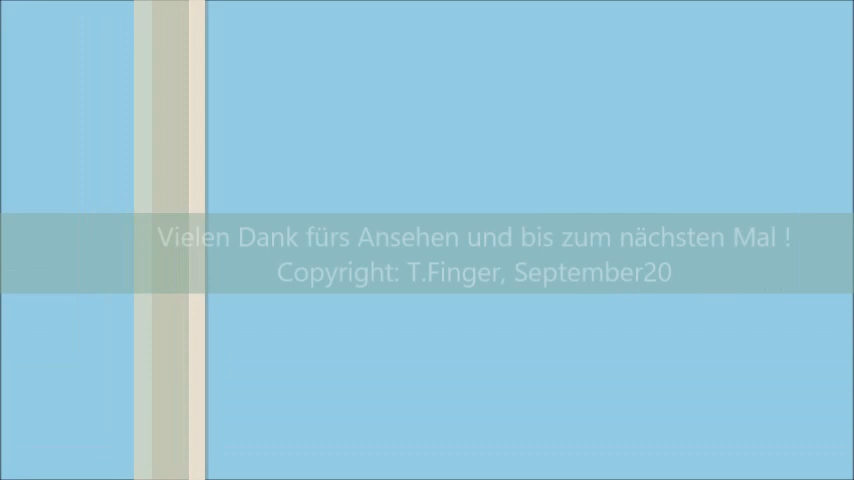 Vielen Dank fürs Ansehen und bis zum nächsten Mal !
Copyright: T.Finger, September20